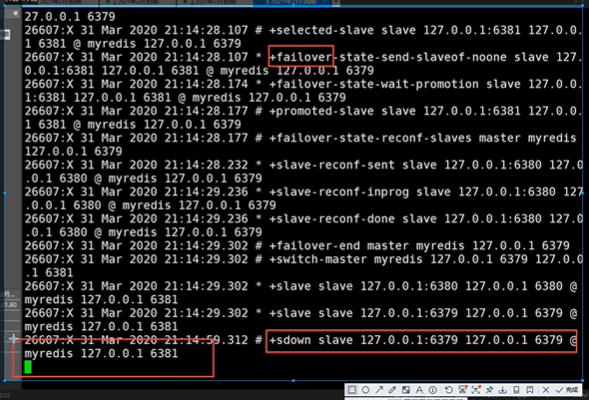 27.0.0.1 6379
26607:X 31 Mar 2020 21:14:28.107 # +selected-slave slave 127.0.0.1:6381 127.0.0.
1 6381 @ myredis 127.0.0.1 6379
26607:X 31 Mar 2020 21:14:28.107 * +failover-state-send-slaveof-noone slave 127.
0.0.1:6381 127.0.0.1 6381 @ myredis 127.0.0.1 6379
26607:X 31 Mar 2020 21:14:28.174 * +failover-state-wait-promotion slave 127.0.0.
1:6381 127.0.0.1 6381 @ myredis 127.0.0.1 6379
26607:X 31 Mar 2020 21:14:28.177 # +promoted-slave slave 127.0.0.1:6381 127.0.0.
1 6381 @ myredis 127.0.0.1 6379
26607:X 31 Mar 2020 21:14:28.177 # +failover-state-reconf-slaves master myredis
127.0.0.1 6379
26607:X 31 Mar 2020 21:14:28.232 * +slave-reconf-sent slave 127.0.0.1:6380 127.0
.0.1 6380 @ myredis 127.0.0.1 6379
26607:X 31 Mar 2020 21:14:29.236 * +slave-reconf-inprog slave 127.0.0.1:6380 127
.0.0.1 6380 @ myredis 127.0.0.1 6379
26607:X 31 Mar 2020 21:14:29.236 * +slave-reconf-done slave 127.0.0.1:6380 127.0
.0.1 6380 @ myredis 127.0.0.1 6379
26607:X 31 Mar 2020 21:14:29.302 # +failover-end master myredis 127.0.0.1 6379
26607:X 31 Mar 2020 21:14:29.302 # +switch-master myredis 127.0.0.1 6379 127.0.0
.1 6381
26607:X 31 Mar 2020 21:14:29.302 * +slave slave 127.0.0.1:6380 127.0.0.1 6380 @
myredis 127.0.0.1 6381
26607:X 31 Mar 2020 21:14:29.302 * +slave slave 127.0.0.1:6379 127.0.0.1 6379 @
myredis 127.0.0.1 6381
26607:X 31 Mar 2020 21:14:59.312 # +sdown slave 127.0.0.1:6379 127.0.0.1 6379 @
myredis 127.0.0.1 6381
完成